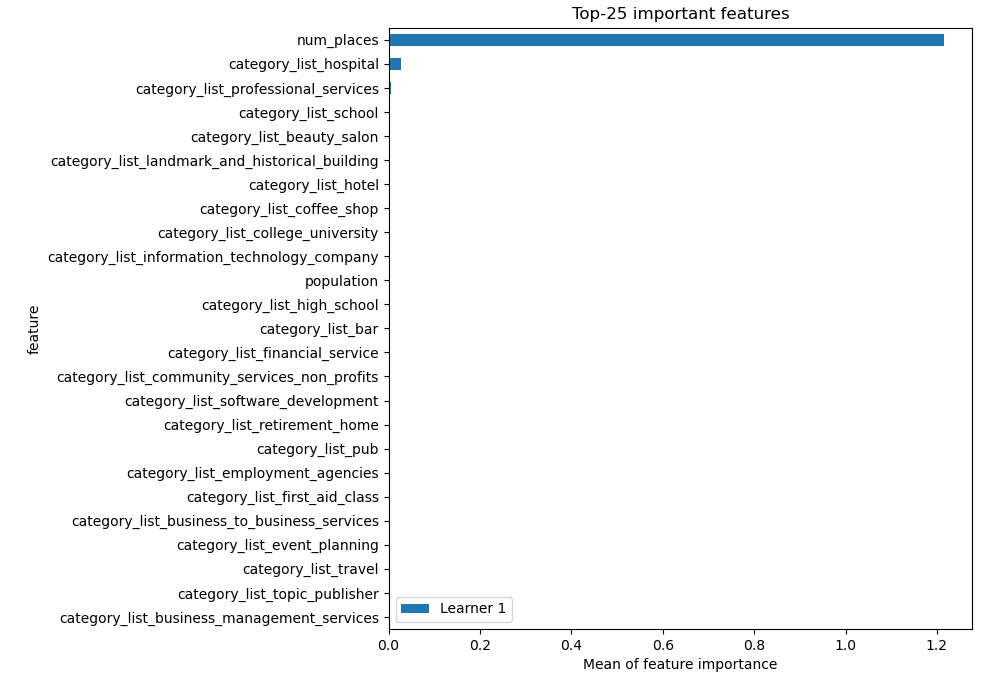 Top-25 important features
num_places
category_list_hospital
category_list_professional_services
category_list_school
category_list_beauty_salon
category_list_landmark_and_historical_building
category_list_hotel
category_list_coffee_shop
category_list_college_university
category_list_information_technology_company
population
category_list_high_school
category_list_bar
category_list_financial_service
category_list_community_services_non_profits
category_list_software_development
category_list_retirement_home
category_list_pub
category_list_employment_agencies
category_list_first_aid_class
category_list_business_to_business_services
category_list_event_planning
category_list_travel
category_list_topic_publisher
category_list_business_management_services
feature
Learner 1
0.0 0.2 0.4 0.6 0.8 1.0 1.2
Mean of feature importance